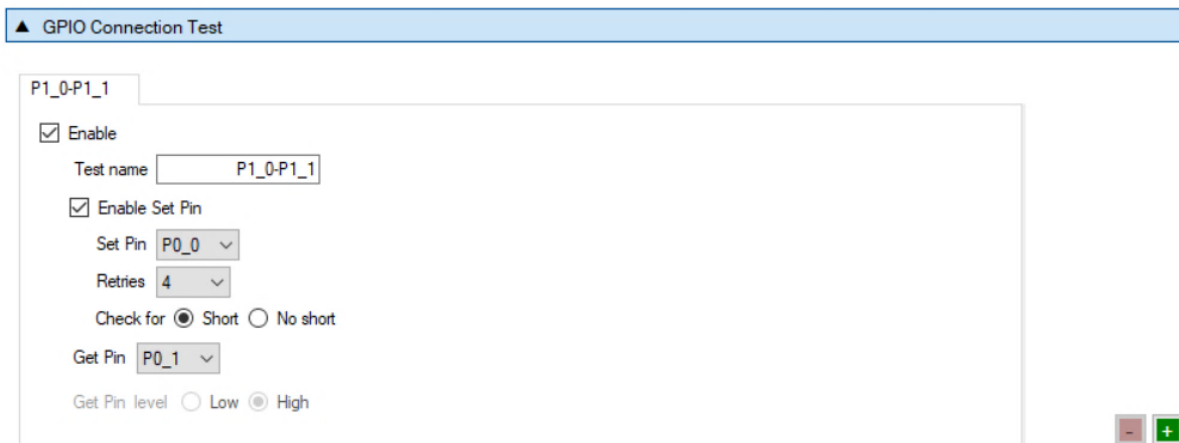 ▲ GPIO Connection Test
P1_0-P1_1
Enable
Test name P1_0-P1_1
Enable Set Pin
Set Pin P0_0
Retries 4
Check for Short No short
Get Pin P0_1
Get Pin level Low High
- +